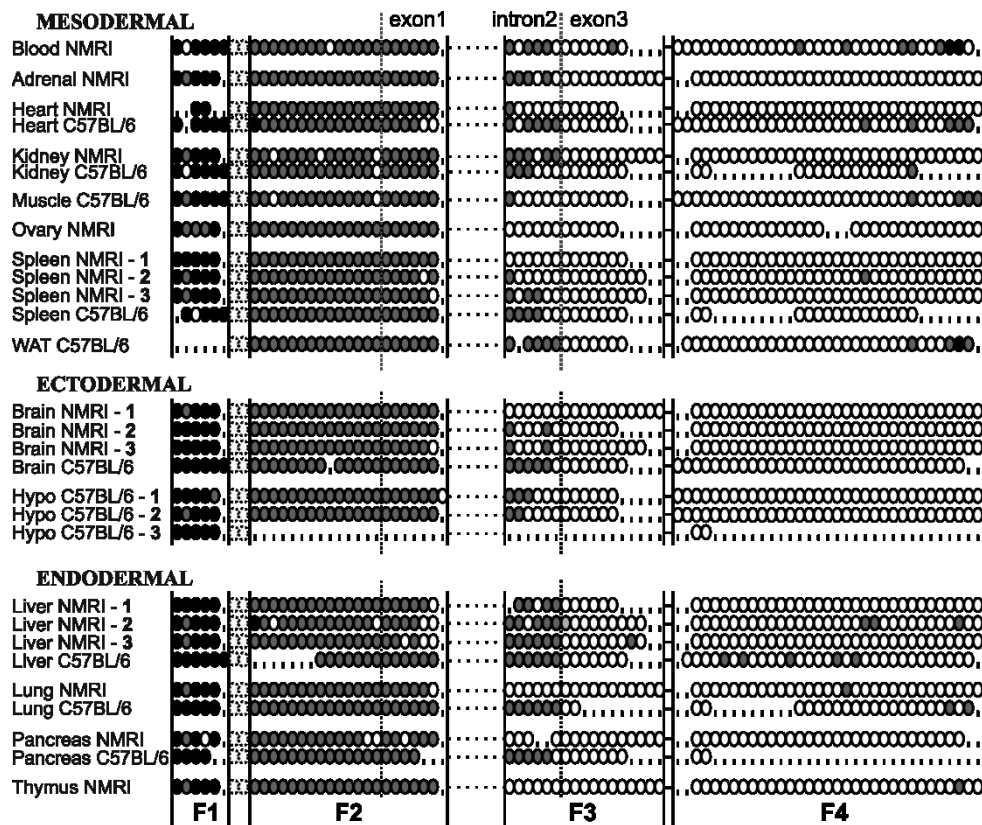 MESODERMAL exon1 intron2 exon3
Blood NMRI
Adrenal NMRI
Heart NMRI
Heart C57BL/6
Kidney NMRI
Kidney C57BL/6
Muscle C57BL/6
Ovary NMRI
Spleen NMRI - 1
Spleen NMRI - 2
Spleen NMRI - 3
Spleen C57BL/6
WAT C57BL/6
ECTODERMAL
Brain NMRI - 1
Brain NMRI - 2
Brain NMRI - 3
Brain C57BL/6
Hypo C57BL/6 - 1
Hypo C57BL/6 - 2
Hypo C57BL/6 - 3
ENDODERMAL
Liver NMRI - 1
Liver NMRI - 2
Liver NMRI - 3
Liver C57BL/6
Lung NMRI
Lung C57BL/6
Pancreas NMRI
Pancreas C57BL/6
Thymus NMRI
F1 F2 F3 F4